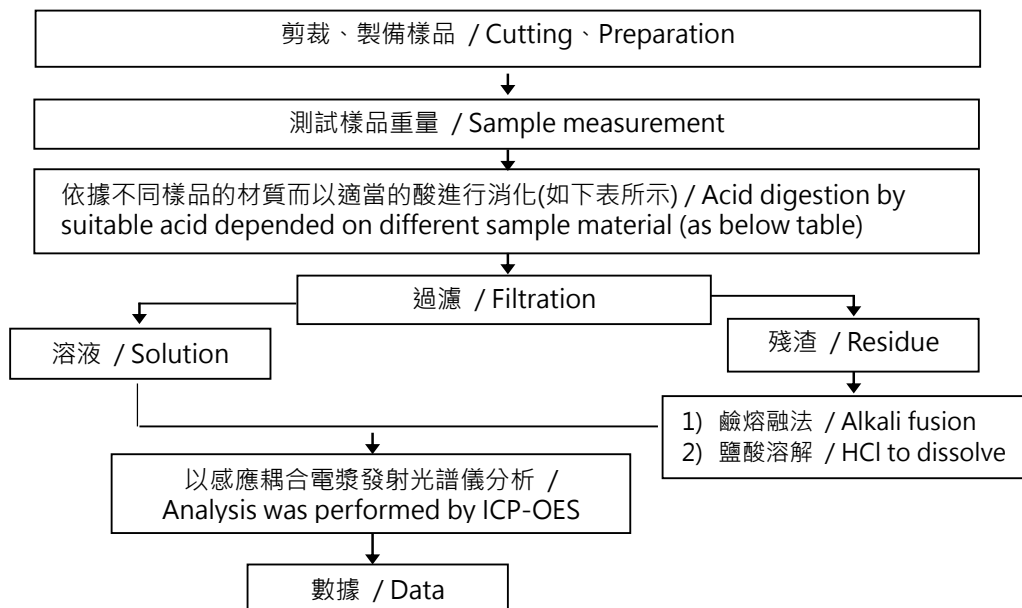 剪裁、製備樣品 / Cutting、Preparation
測試樣品重量 / Sample measurement
依據不同樣品的材質而以適當的酸進行消化(如下表所示) / Acid digestion by
suitable acid depended on different sample material (as below table)
過濾 / Filtration
溶液 / Solution
殘渣 / Residue
1) 鹼熔融法 / Alkali fusion
2) 鹽酸溶解 / HCl to dissolve
以感應耦合電漿發射光譜儀分析 /
Analysis was performed by ICP-OES
數據 / Data